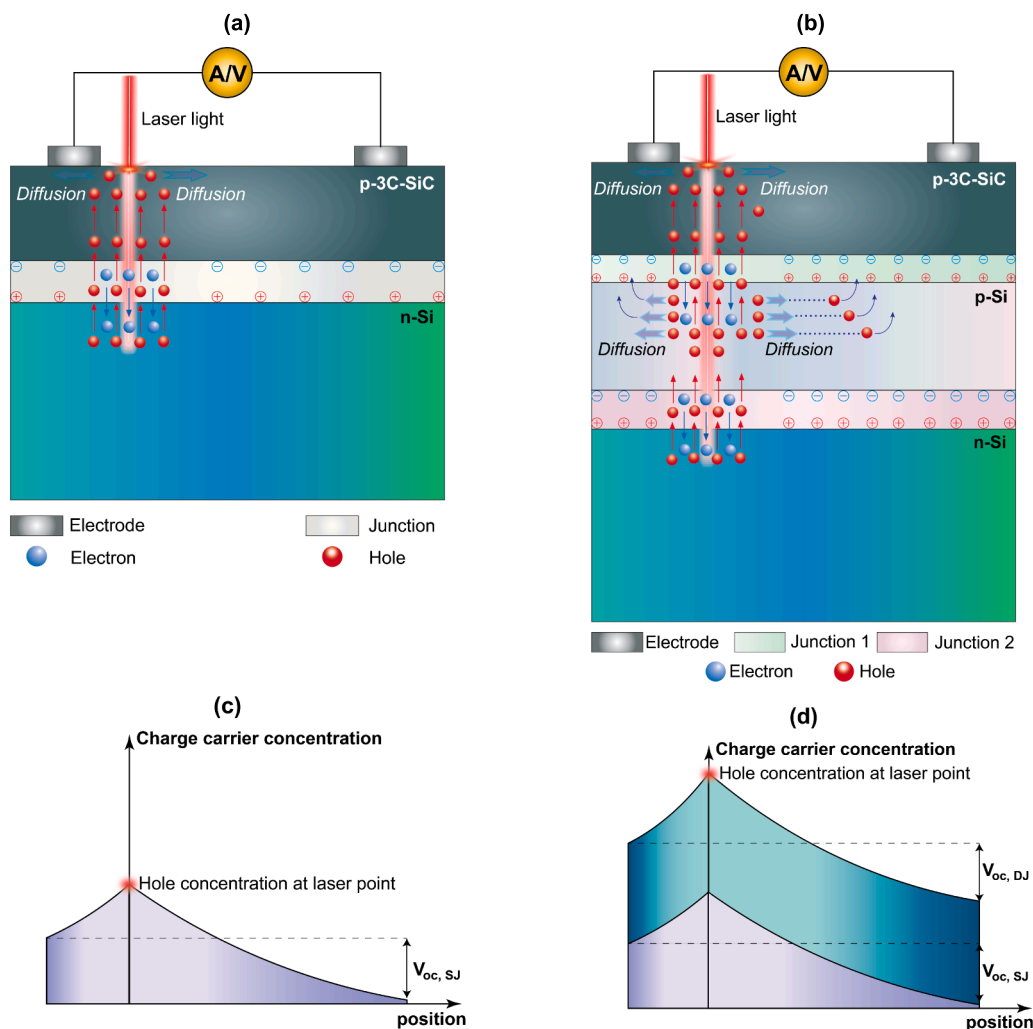 (a)
A/V
Laser light
p-3C-SiC
Diffusion
Diffusion
n-Si
Electrode
Junction
Electron
Hole
(b)
A/V
Laser light
p-3C-SiC
Diffusion
Diffusion
p-Si
Diffusion
Diffusion
n-Si
Electrode
Junction 1
Junction 2
Electron
Hole
(c)
Charge carrier concentration
Hole concentration at laser point
Voc, SJ
position
(d)
Charge carrier concentration
Hole concentration at laser point
Voc, DJ
Voc, SJ
position